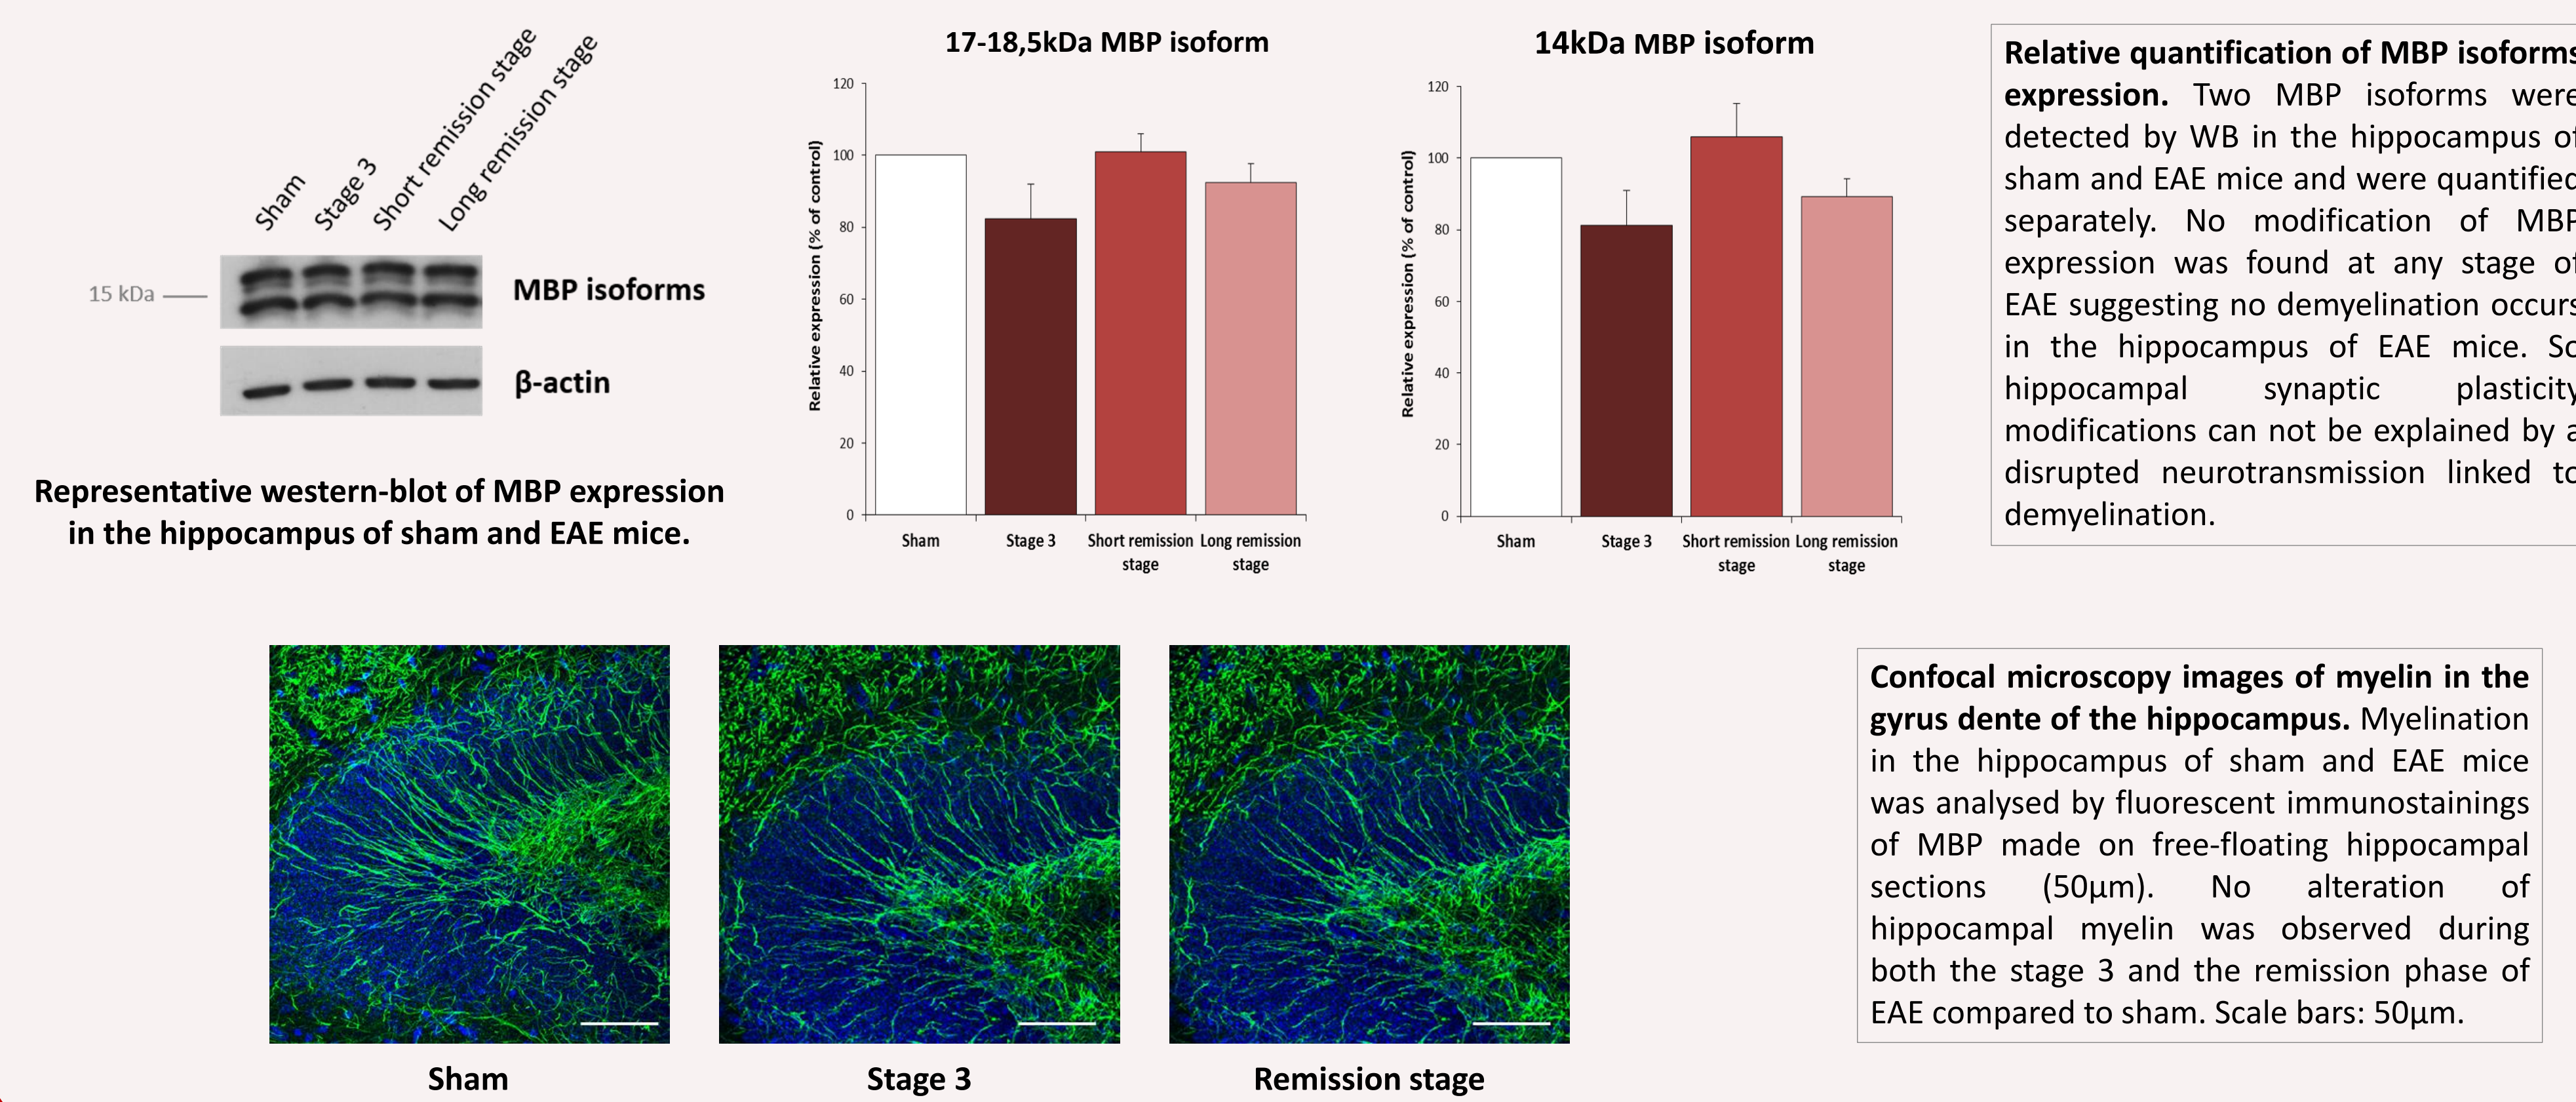 Sham
Stage 3
Short remission stage
Long remission stage
15 kDa
MBP isoforms
β-actin
Representative western-blot of MBP expression
in the hippocampus of sham and EAE mice.
17-18,5kDa MBP isoform
Relative expression (% of control)
120
100
80
60
40
20
0
Sham
Stage 3
Short remission
stage
Long remission
stage
14kDa MBP isoform
Relative expression (% of control)
120
100
80
60
40
20
0
Sham
Stage 3
Short remission
stage
Long remission
stage
Relative quantification of MBP isoforms
expression. Two MBP isoforms were
detected by WB in the hippocampus of
sham and EAE mice and were quantified
separately. No modification of MBP
expression was found at any stage of
EAE suggesting no demyelination occurs
in the hippocampus of EAE mice. So
hippocampal synaptic plasticity
modifications can not be explained by a
disrupted neurotransmission linked to
demyelination.
Sham
Stage 3
Remission stage
Confocal microscopy images of myelin in the
gyrus dente of the hippocampus. Myelination
in the hippocampus of sham and EAE mice
was analysed by fluorescent immunostainings
of MBP made on free-floating hippocampal
sections (50µm). No alteration of
hippocampal myelin was observed during
both the stage 3 and the remission phase of
EAE compared to sham. Scale bars: 50µm.